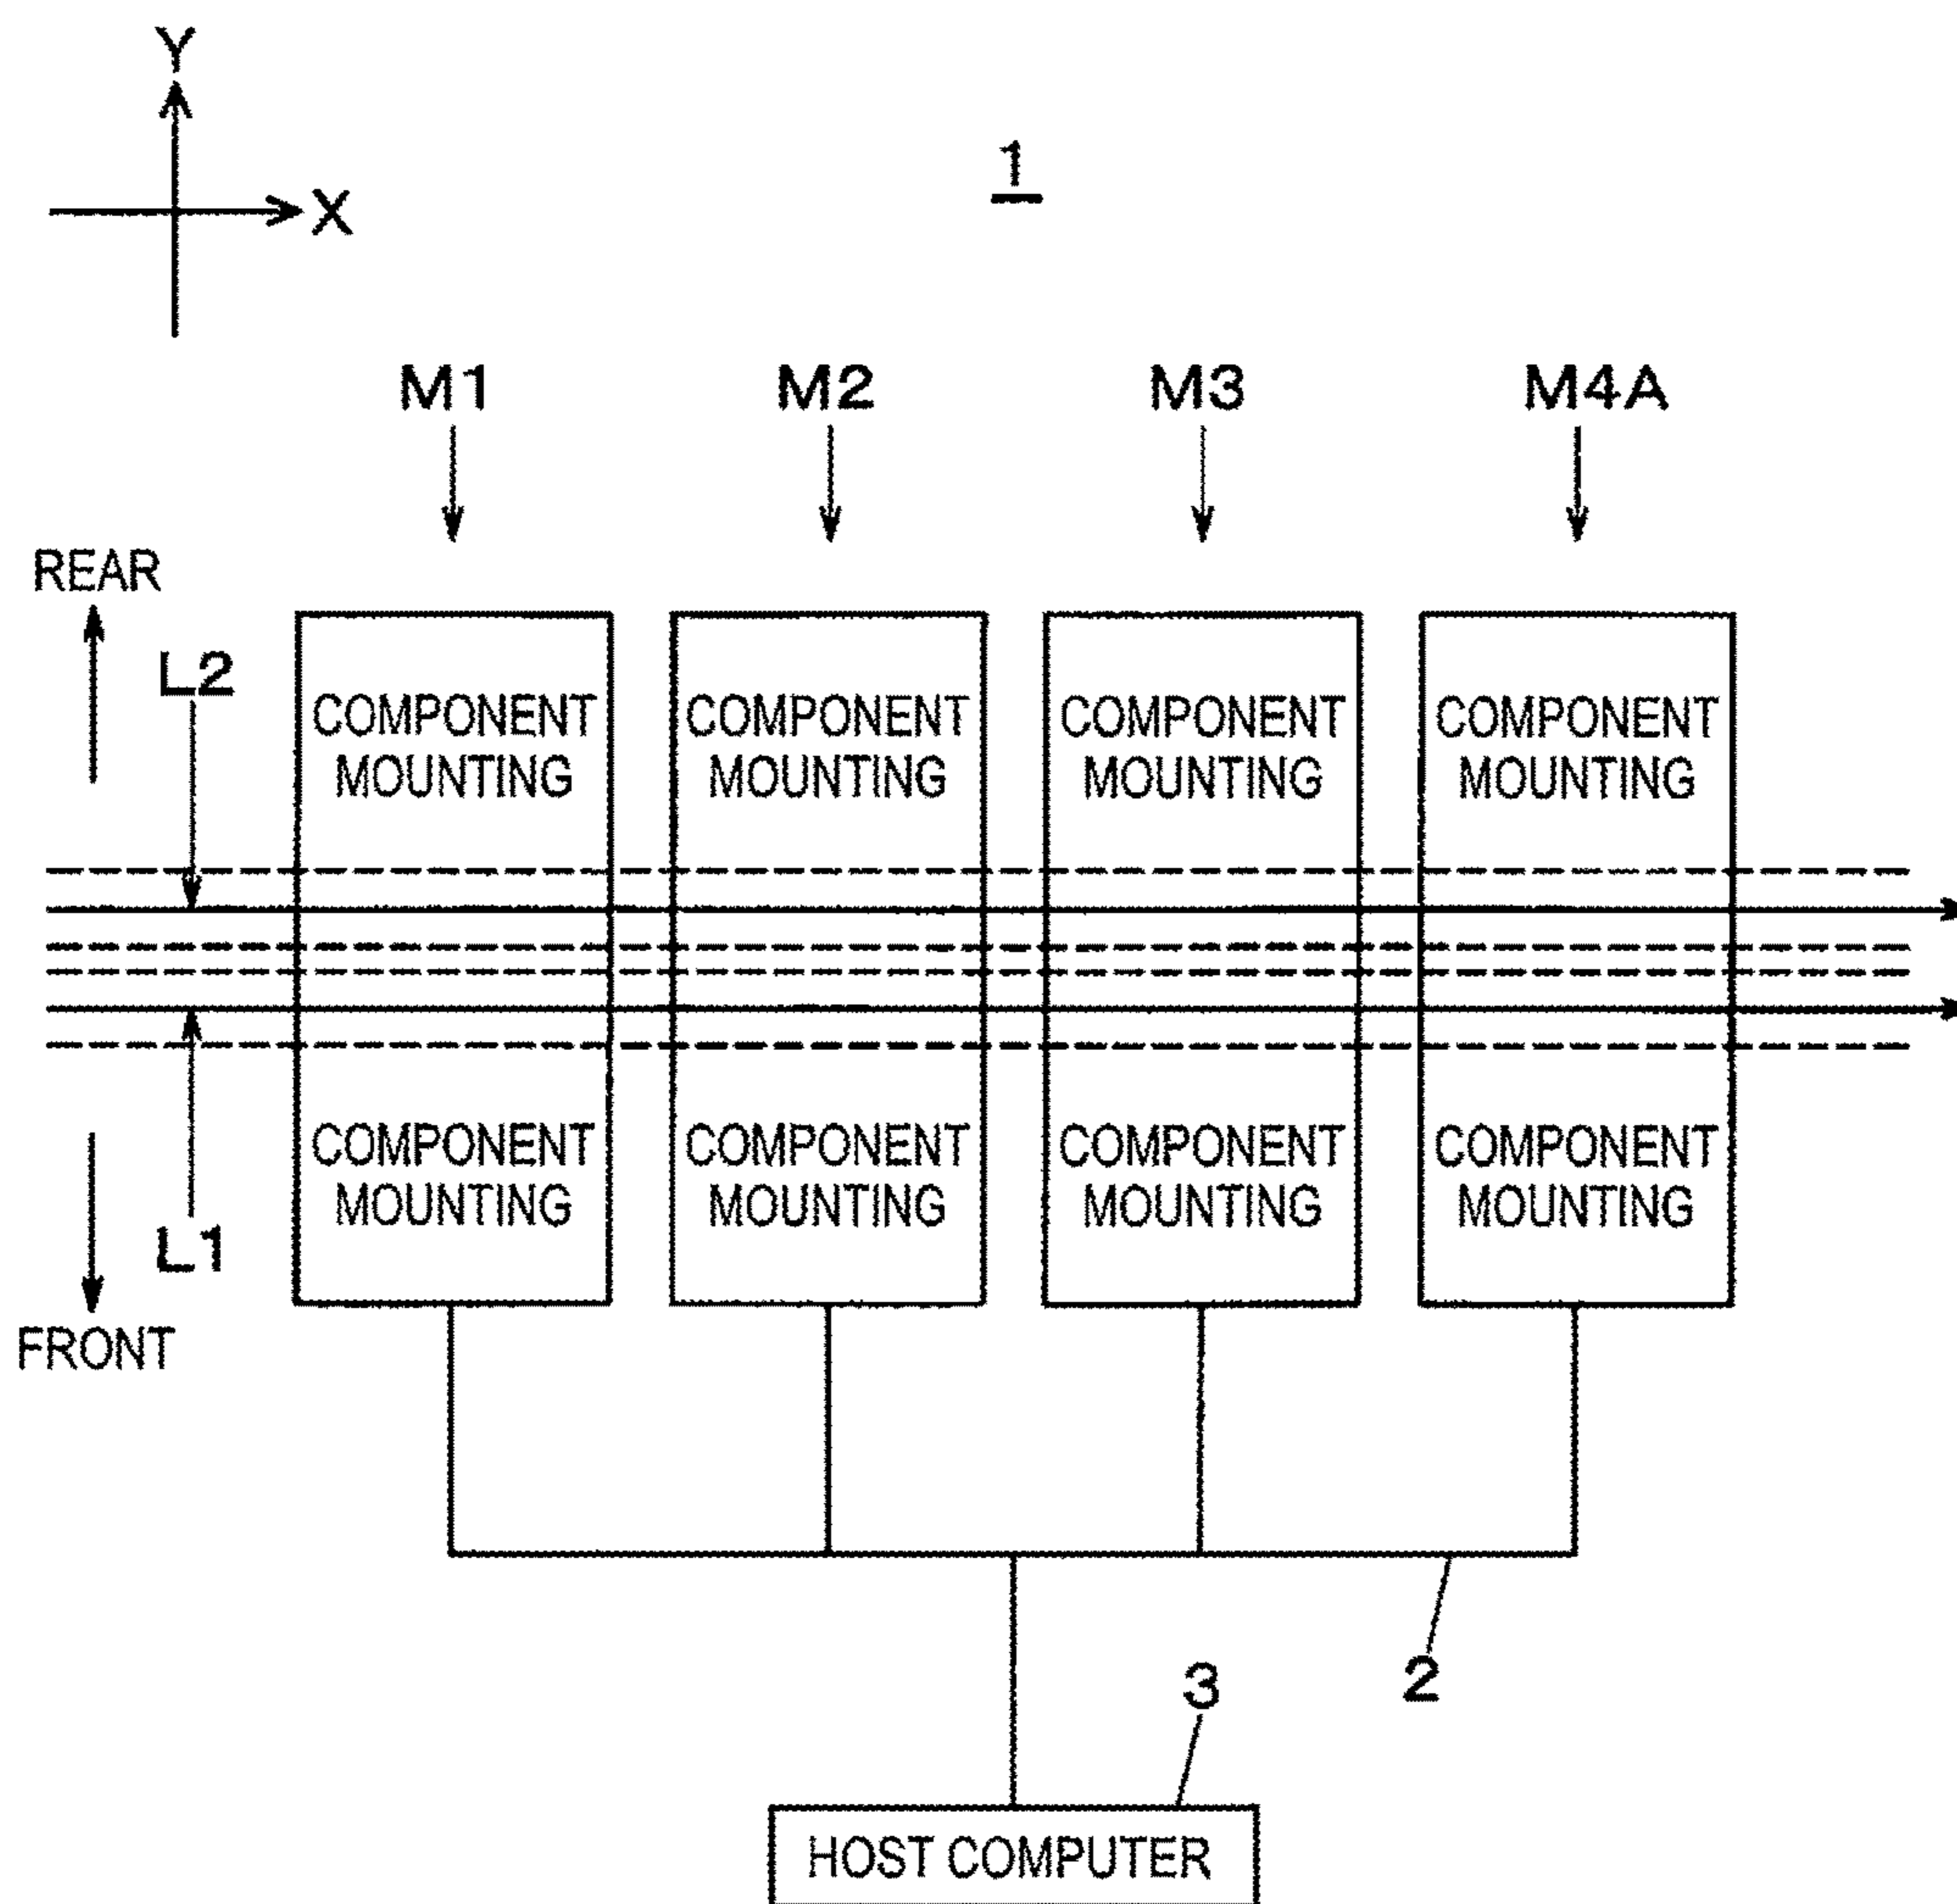 Y
X
1
M1 M2 M3 M4A
REAR
L2
COMPONENT COMPONENT COMPONENT COMPONENT
MOUNTING MOUNTING MOUNTING MOUNTING
COMPONENT COMPONENT COMPONENT COMPONENT
MOUNTING MOUNTING MOUNTING MOUNTING
L1
FRONT
2
3
HOST COMPUTER